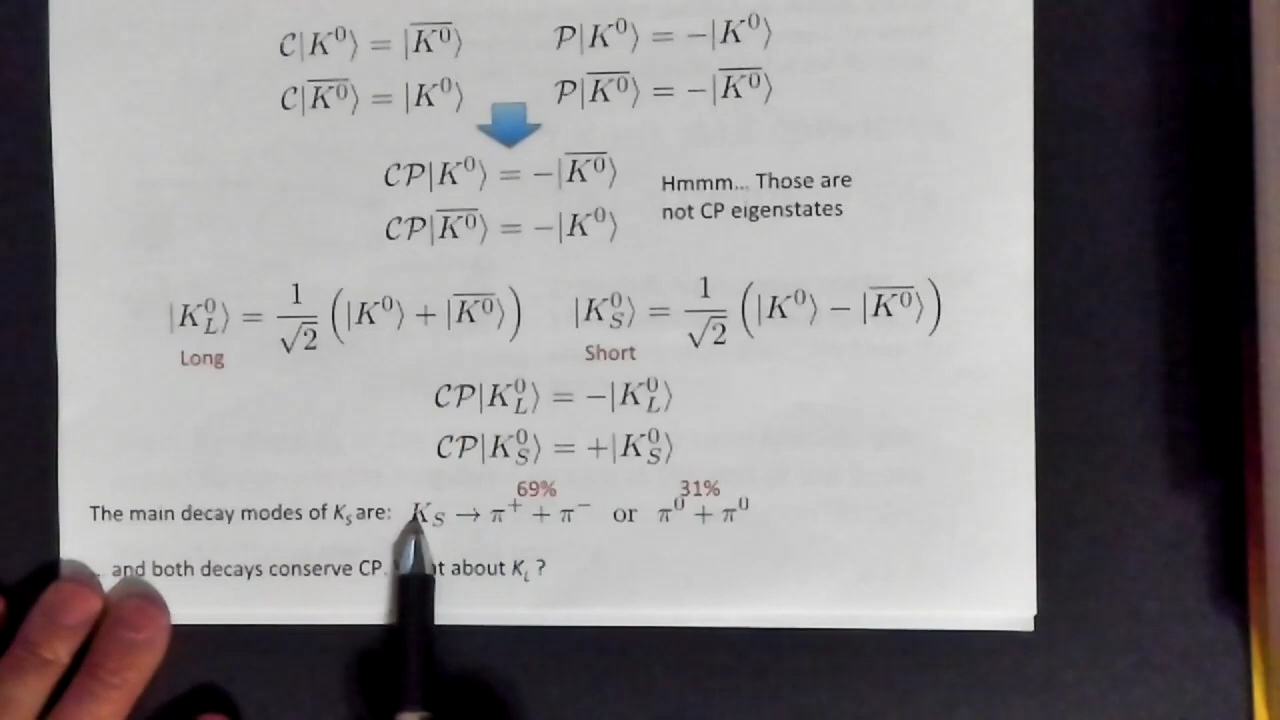 𝒞|K⁰⟩ = |K̅⁰⟩ 𝒫|K⁰⟩ = −|K⁰⟩
𝒞|K̅⁰⟩ = |K⁰⟩ 𝒫|K̅⁰⟩ = −|K̅⁰⟩
𝒞𝒫|K⁰⟩ = −|K̅⁰⟩
𝒞𝒫|K̅⁰⟩ = −|K⁰⟩
Hmmm... Those are
not CP eigenstates
|K⁰_L⟩ = 1/√2 (|K⁰⟩ + |K̅⁰⟩) |K⁰_S⟩ = 1/√2 (|K⁰⟩ − |K̅⁰⟩)
Long Short
𝒞𝒫|K⁰_L⟩ = −|K⁰_L⟩
𝒞𝒫|K⁰_S⟩ = +|K⁰_S⟩
69% 31%
The main decay modes of K_S are: K_S → π⁺ + π⁻ or π⁰ + π⁰
and both decays conserve CP. about K_L ?